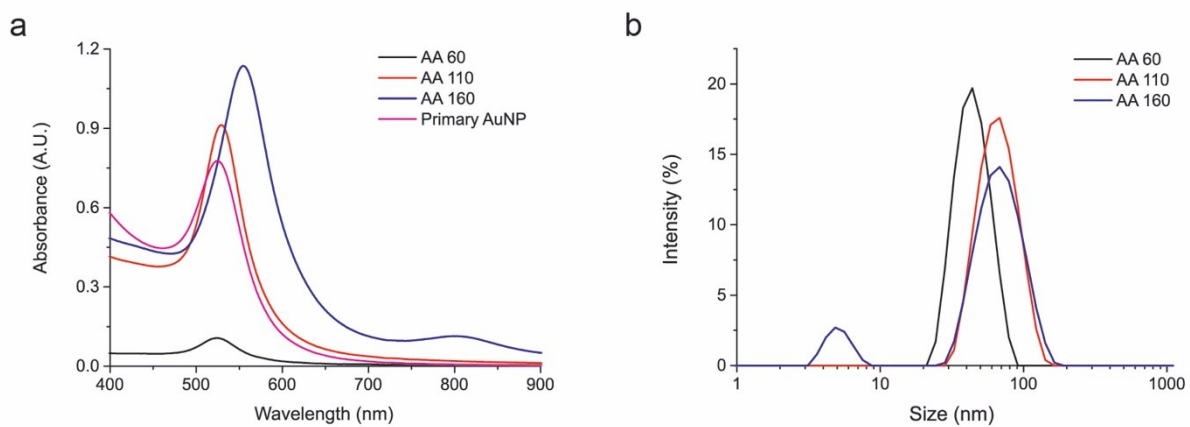 a
1.2
0.9
0.6
0.3
0.0
Absorbance (A.U.)
400
500
600
700
800
900
Wavelength (nm)
AA 60
AA 110
AA 160
Primary AuNP
b
20
15
10
5
0
Intensity (%)
1
10
100
1000
Size (nm)
AA 60
AA 110
AA 160